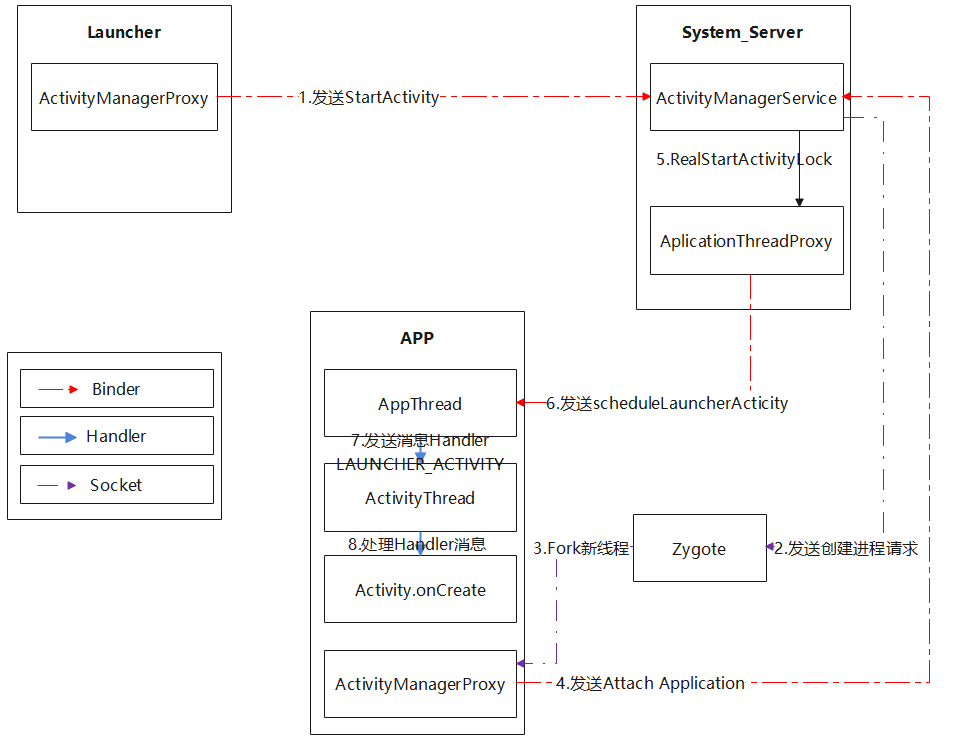 Launcher
ActivityManagerProxy
1.发送StartActivity
System_Server
ActivityManagerService
5.RealStartActivityLock
AplicationThreadProxy
APP
AppThread
6.发送scheduleLauncherActicity
7.发送消息Handler
LAUNCHER_ACTIVITY
ActivityThread
8.处理Handler消息
Activity.onCreate
ActivityManagerProxy
Binder
Handler
Socket
3.Fork新线程
Zygote
2.发送创建进程请求
4.发送Attach Application